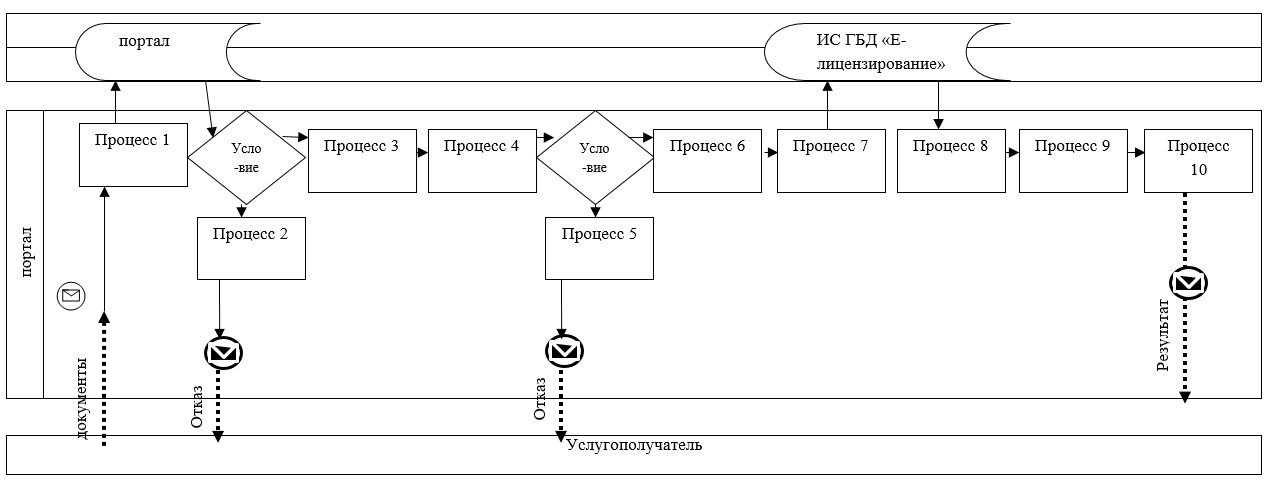 портал
ИС ГБД «Е-
лицензирование»
портал
Процесс 1
Усло
-вие
Процесс 3
Процесс 4
Усло
-вие
Процесс 6
Процесс 7
Процесс 8
Процесс 9
Процесс
10
Процесс 2
Процесс 5
документы
Отказ
Отказ
Результат
Услугополучатель